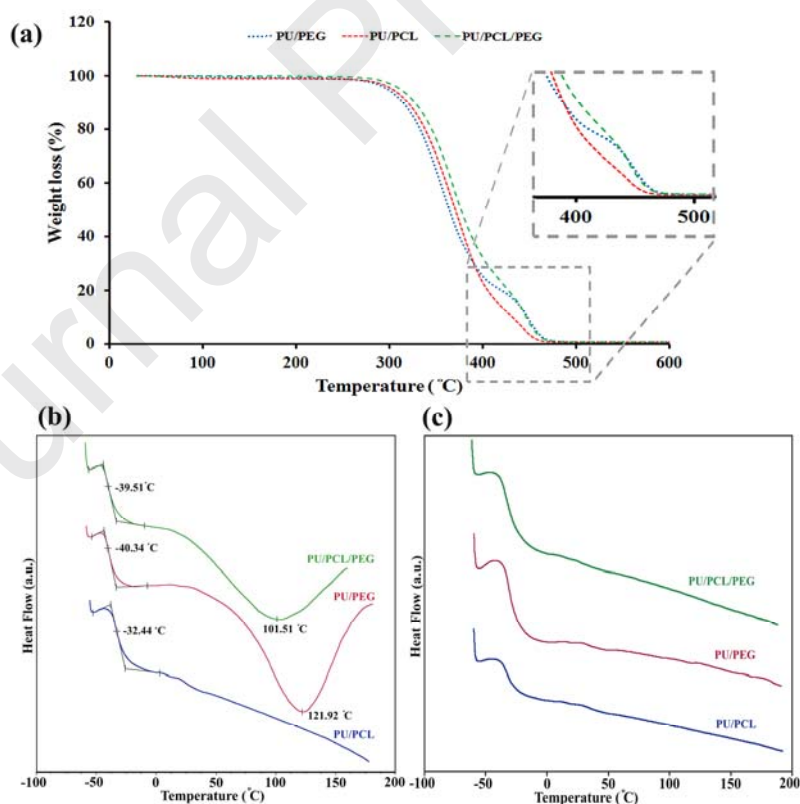 urnal Pr
(a)
PU/PEG PU/PCL PU/PCL/PEG
120
100
80
60
40
20
0
Weight loss (%)
0 100 200 300 400 500 600
Temperature (°C)
400 500
(b)
-39.51°C
-40.34 °C
-32.44 °C
PU/PCL/PEG
101.51 °C
PU/PEG
121.92 °C
PU/PCL
Heat Flow (a.u.)
-100 -50 0 50 100 150 200
Temperature (°C)
(c)
PU/PCL/PEG
PU/PEG
PU/PCL
Heat Flow (a.u.)
-100 -50 0 50 100 150 200
Temperature (°C)